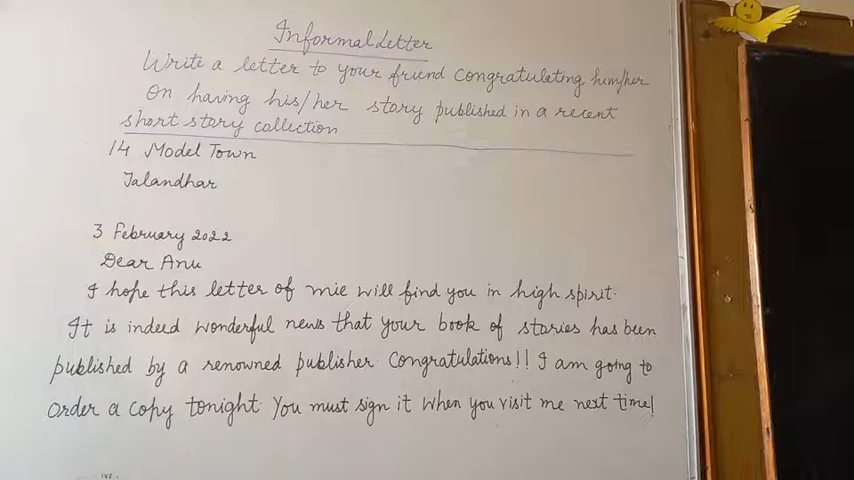 Informal Letter
Write a letter to your friend congratulating him/her
On having his/her story published in a recent
short story collection
14 Model Town
Jalandhar
3 February 2022
Dear Anu
I hope this letter of mie will find you in high spirit.
It is indeed wonderful news that your book of stories has been
published by a renowned publisher. Congratulations!! I am going to
order a copy tonight. You must sign it when you visit me next time!